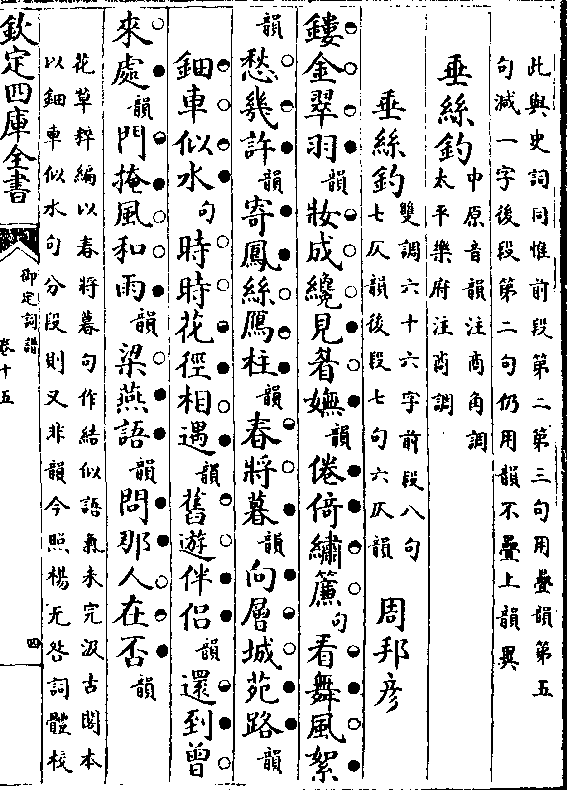 此與史詞同惟前段第二第三句用疊韻第五
句減一字後段第二句仍用韻不疊上韻異
垂絲釣 中原音韻注商角調
太平樂府注商調
垂絲釣 雙調六十六字前段八句
七仄韻後段七句六仄韻 周邦彥
鏤金翠羽韻妝成纔見眷嫵韻倦倚繡簾句看舞風絮
韻愁幾許韻寄鳳絲鴈柱韻春將暮韻向層城苑路韻
鈿車似水句時時花徑相遇韻舊遊伴侶韻還到曾
來處韻門掩風和雨韻梁燕語韻問那人在否韻
花草粹編以春將暮句作結似語氣未完汲古閣本
以鈿車似水句分段則又非韻今照楊无咎詞體校
欽定四庫全書
御定詞譜
卷十五
四